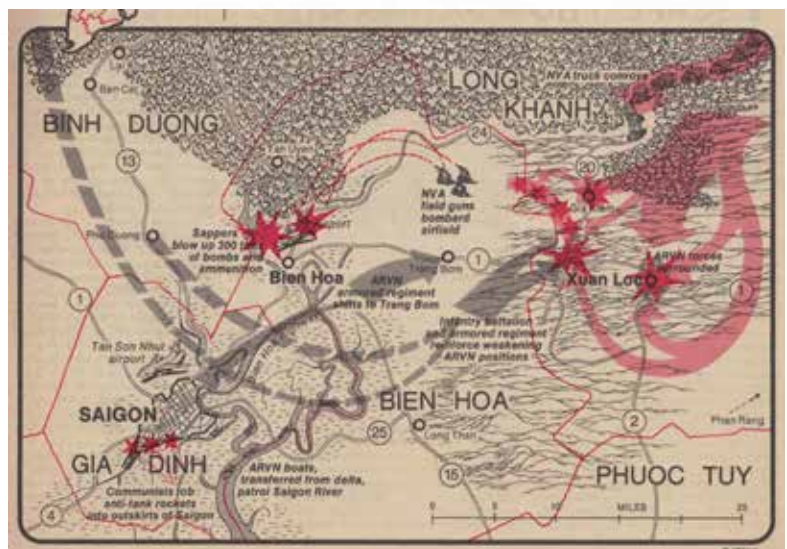 LONG
KHANH
NVA truck convoys
Ben Cat
BINH DUONG
13
24
20
NVA
field guns
bombard
airfield
Sappers
blow up 300
of bombs and
ammunition
Bien Hoa
Trang Bom
1
ARVN
armored regiment
shifts to Trang Bom
Xuan Loc
ARVN forces
surrounded
1
1
Infantry battalion
and armored regiment
reinforce weakening
ARVN positions
Tan Son Nhut
airport
SAIGON
BIEN HOA
25
Long Thanh
2
Phan Rang
GIA DINH
15
PHUOC TUY
ARVN boats,
transferred from delta,
patrol Saigon River
Communists lob
anti-tank rockets
into outskirts of Saigon
4
0 5 10 MILES 25